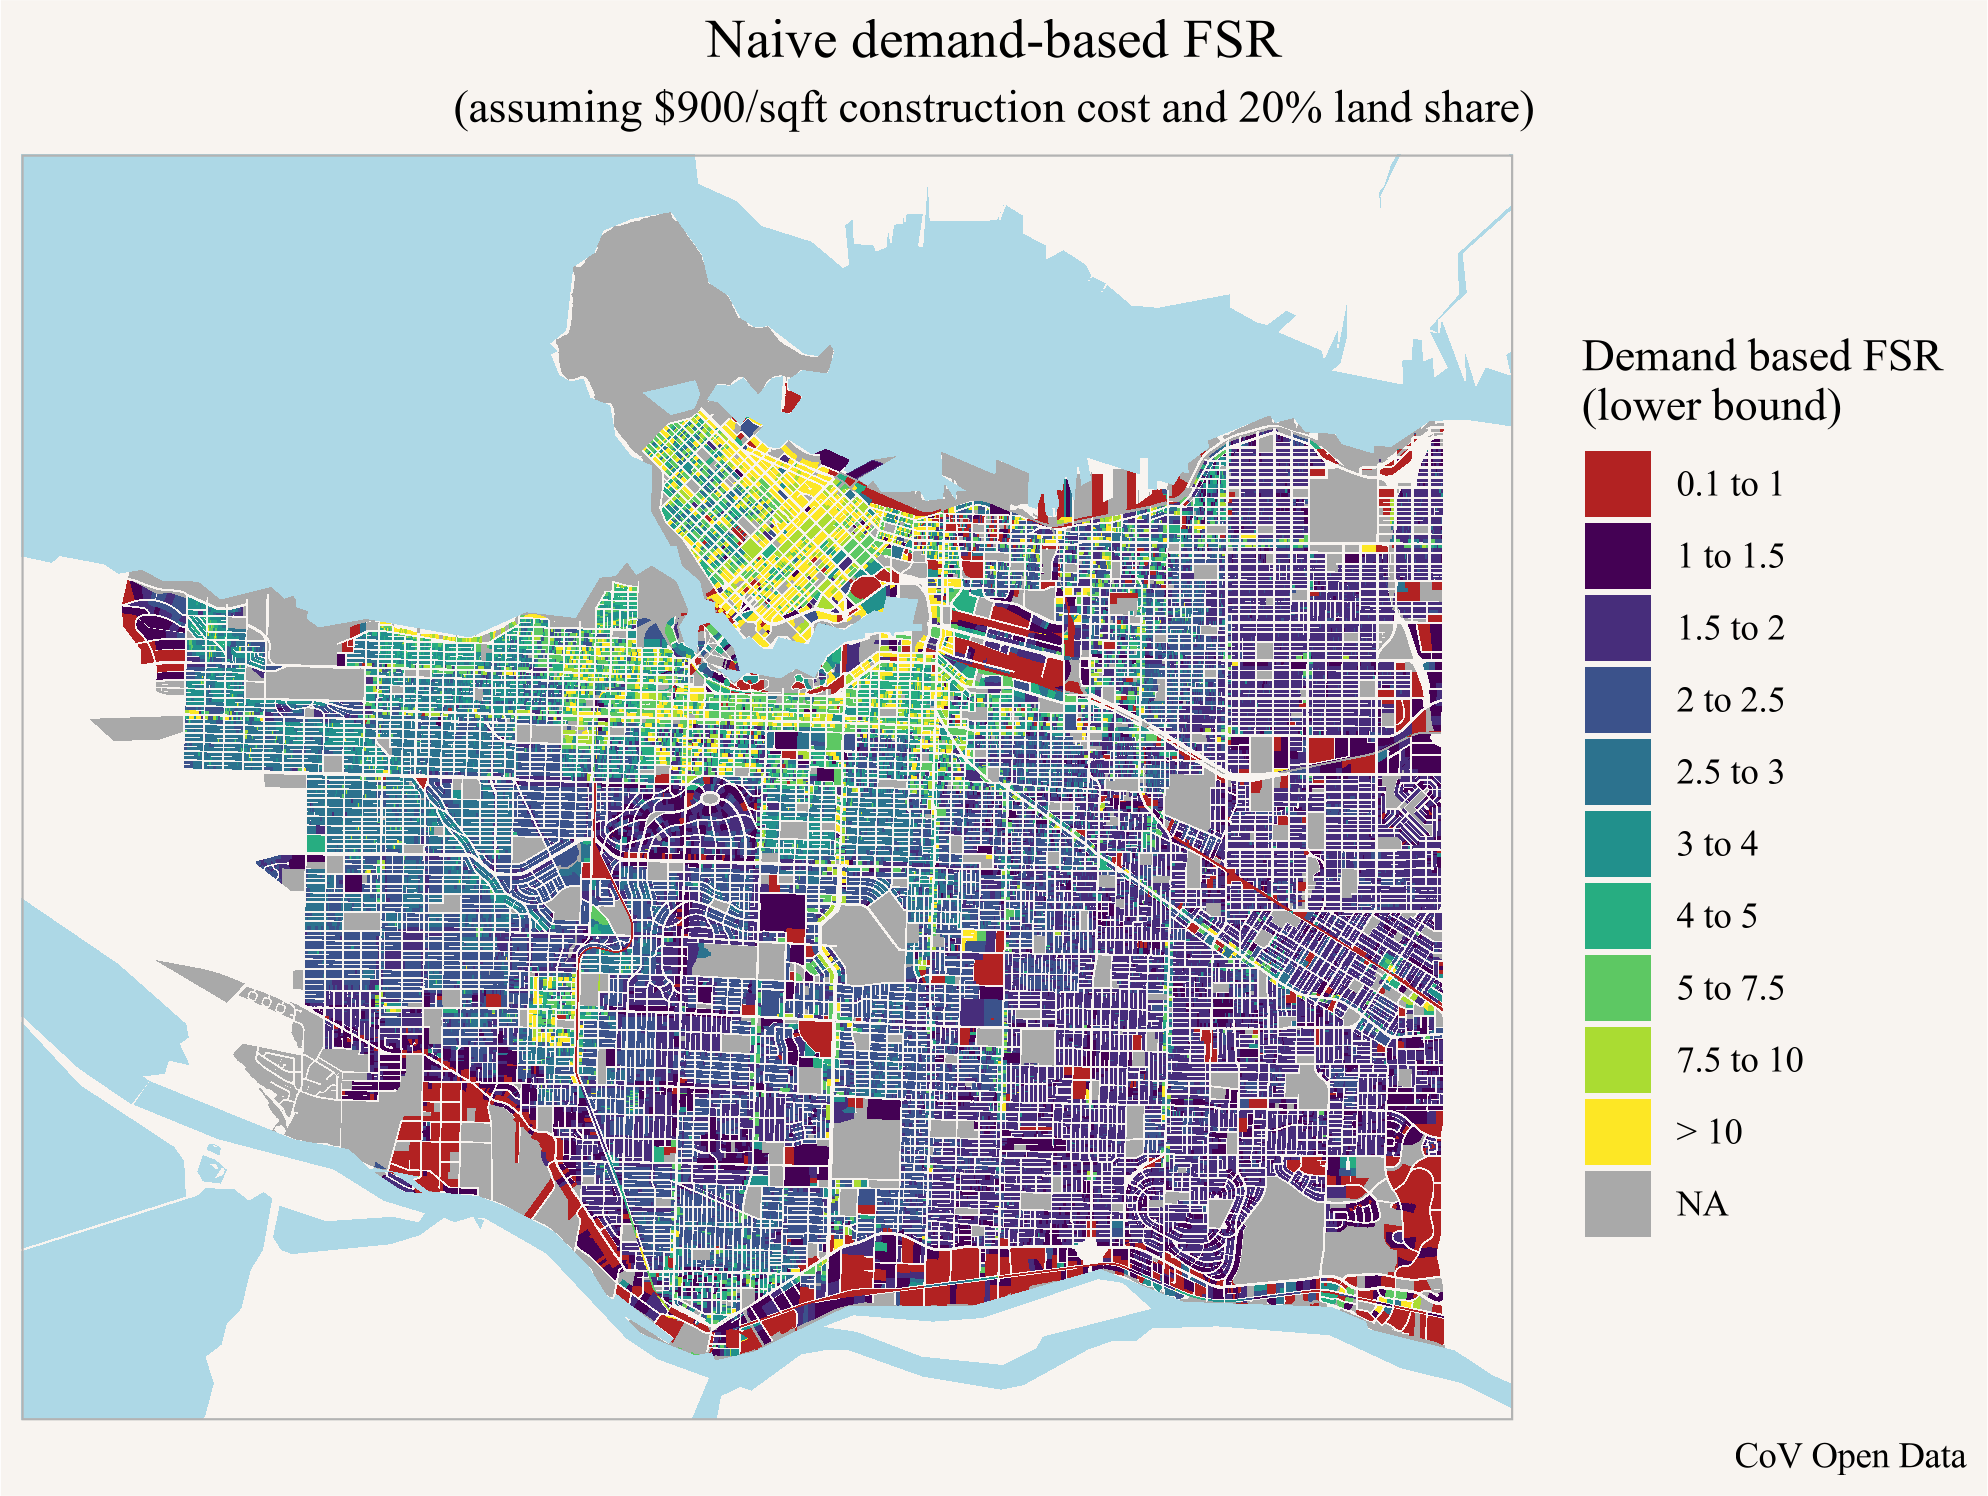 Naive demand-based FSR
(assuming $900/sqft construction cost and 20% land share)
Demand based FSR
(lower bound)
0.1 to 1
1 to 1.5
1.5 to 2
2 to 2.5
2.5 to 3
3 to 4
4 to 5
5 to 7.5
7.5 to 10
> 10
NA
CoV Open Data